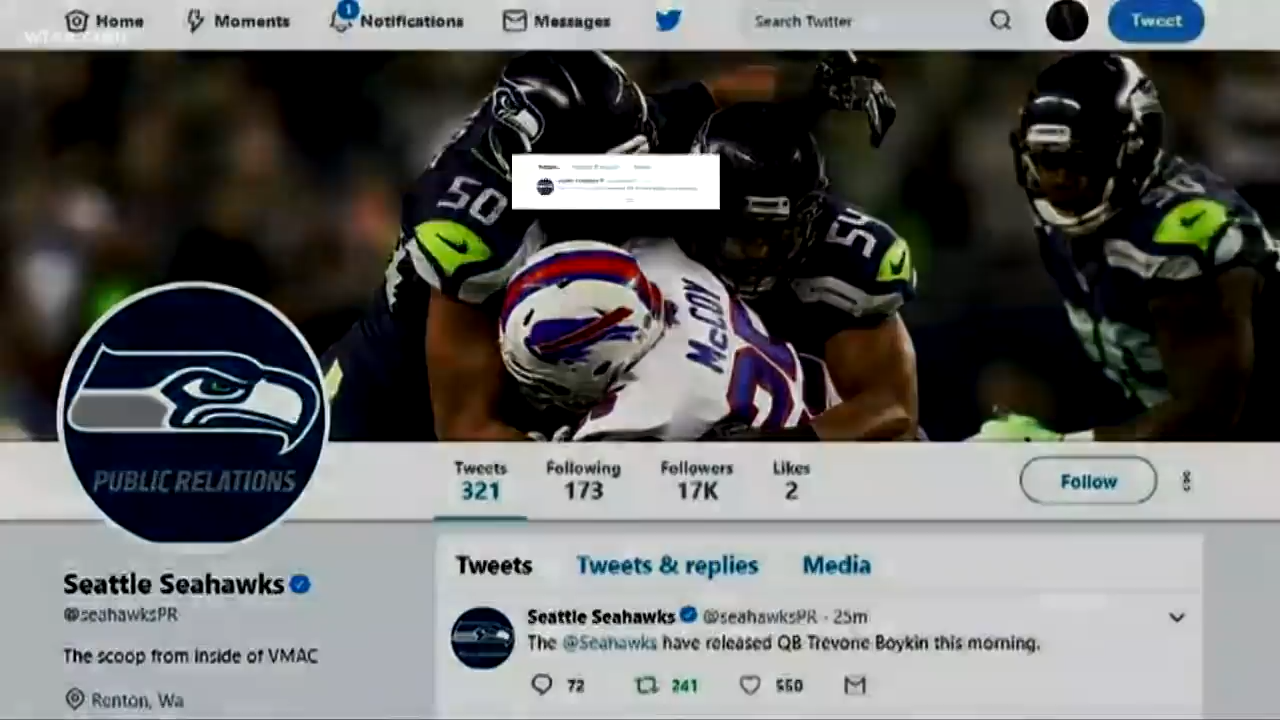 Home Moments 1 Notifications Messages Search Twitter Tweet
50
54
McCOY
PUBLIC RELATIONS
Tweets Following Followers Likes
321 173 17K 2 Follow
Seattle Seahawks
@seahawksPR
The scoop from inside of VMAC
Renton, Wa
Tweets Tweets & replies Media
Seattle Seahawks @seahawksPR · 25m
The @Seahawks have released QB Trevone Boykin this morning.
72 241 550